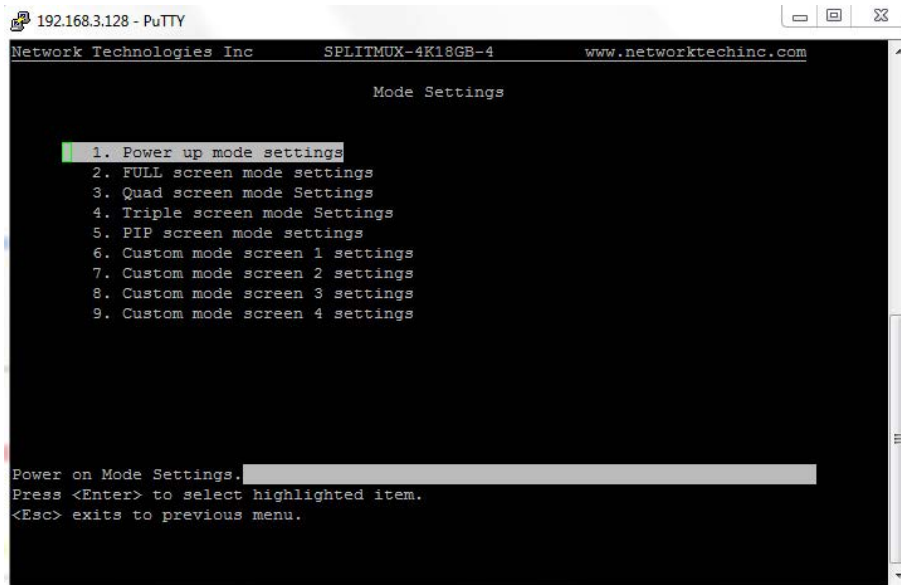 192.168.3.128 - PuTTY
Network Technologies Inc SPLITMUX-4K18GB-4 www.networktechinc.com
Mode Settings
1. Power up mode settings
2. FULL screen mode settings
3. Quad screen mode Settings
4. Triple screen mode Settings
5. PIP screen mode settings
6. Custom mode screen 1 settings
7. Custom mode screen 2 settings
8. Custom mode screen 3 settings
9. Custom mode screen 4 settings
Power on Mode Settings.
Press <Enter> to select highlighted item.
<Esc> exits to previous menu.